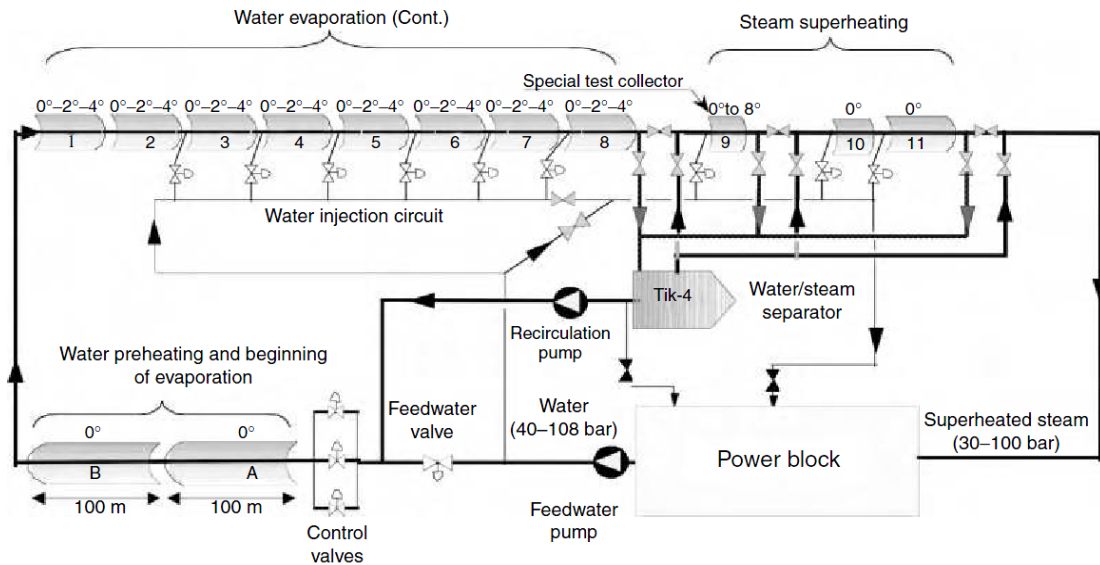 Water evaporation (Cont.)
Steam superheating
Special test collector
0°–2°–4° 0°–2°–4° 0°–2°–4° 0°–2°–4° 0°–2°–4° 0°–2°–4° 0°–2°–4° 0°–2°–4° 0°to 8° 0° 0°
1 2 3 4 5 6 7 8 9 10 11
Water injection circuit
Tik-4
Water/steam
separator
Recirculation
pump
Water preheating and beginning
of evaporation
0° 0°
B A
100 m 100 m
Control
valves
Feedwater
valve
Water
(40–108 bar)
Feedwater
pump
Power block
Superheated steam
(30–100 bar)